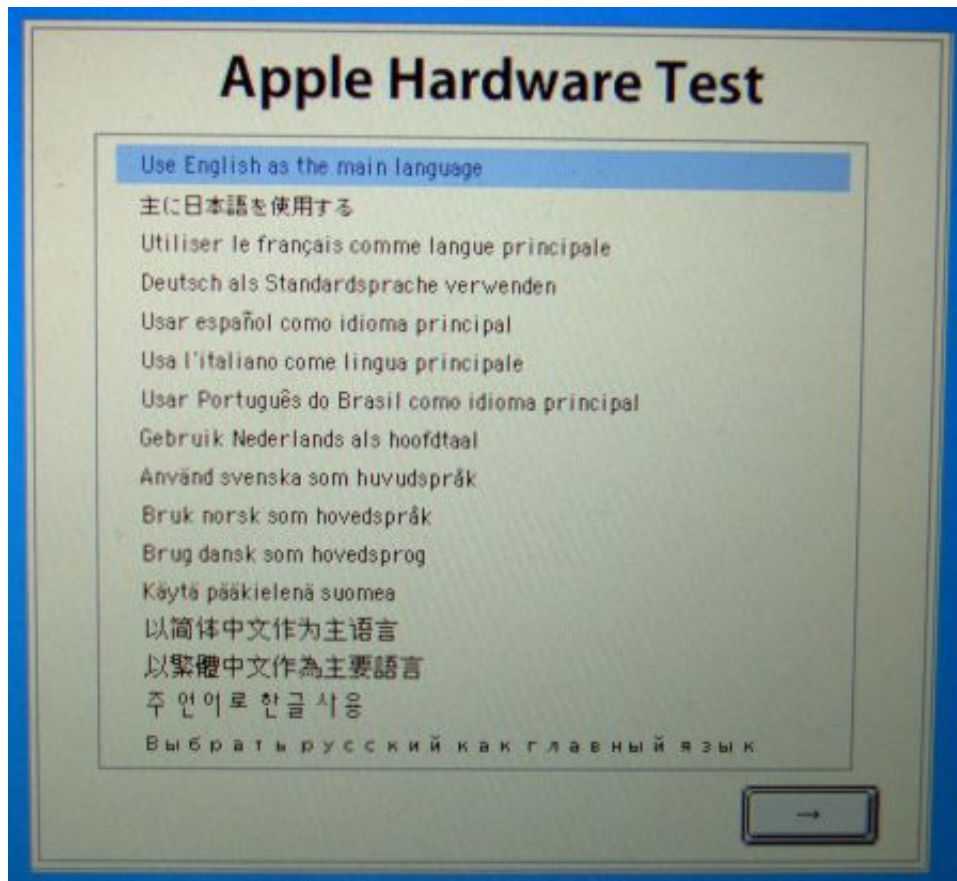 Apple Hardware Test
Use English as the main language
主に日本語を使用する
Utiliser le français comme langue principale
Deutsch als Standardsprache verwenden
Usar español como idioma principal
Usa l'italiano come lingua principale
Usar Português do Brasil como idioma principal
Gebruik Nederlands als hoofdtaal
Använd svenska som huvudspråk
Bruk norsk som hovedspråk
Brug dansk som hovedsprog
Käytä pääkielenä suomea
以简体中文作为主语言
以繁體中文作為主要語言
주 언어로 한글 사용
Выбрать русский как главный язык
→